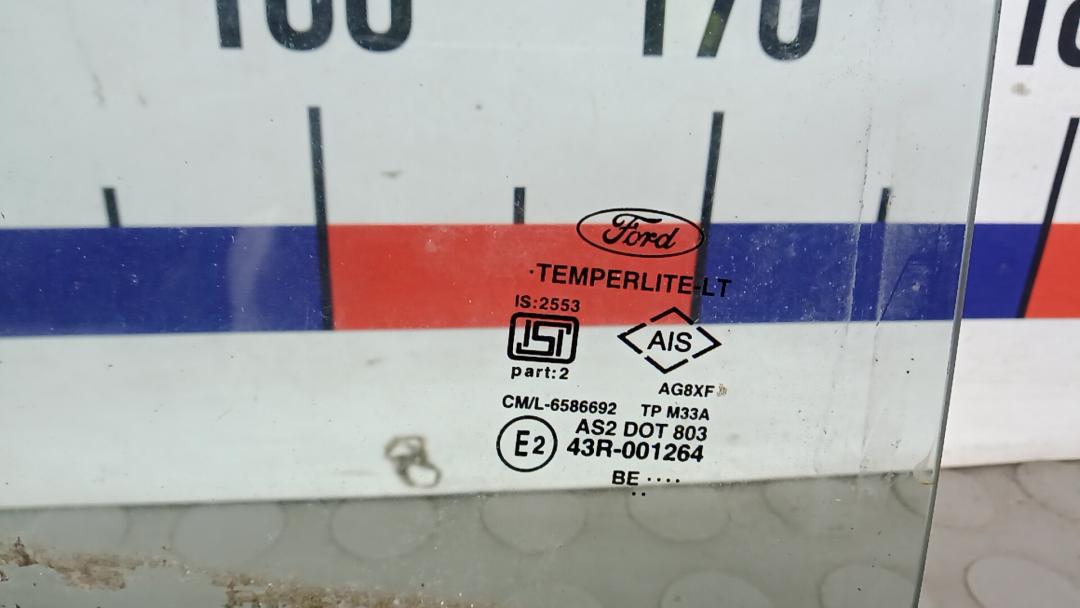 160 170 18
Ford
TEMPERLITE-LT
IS:2553
ISI AIS
part:2
AG8XF
CM/L-6586692 TP M33A
AS2 DOT 803
E2 43R-001264
BE ····
··